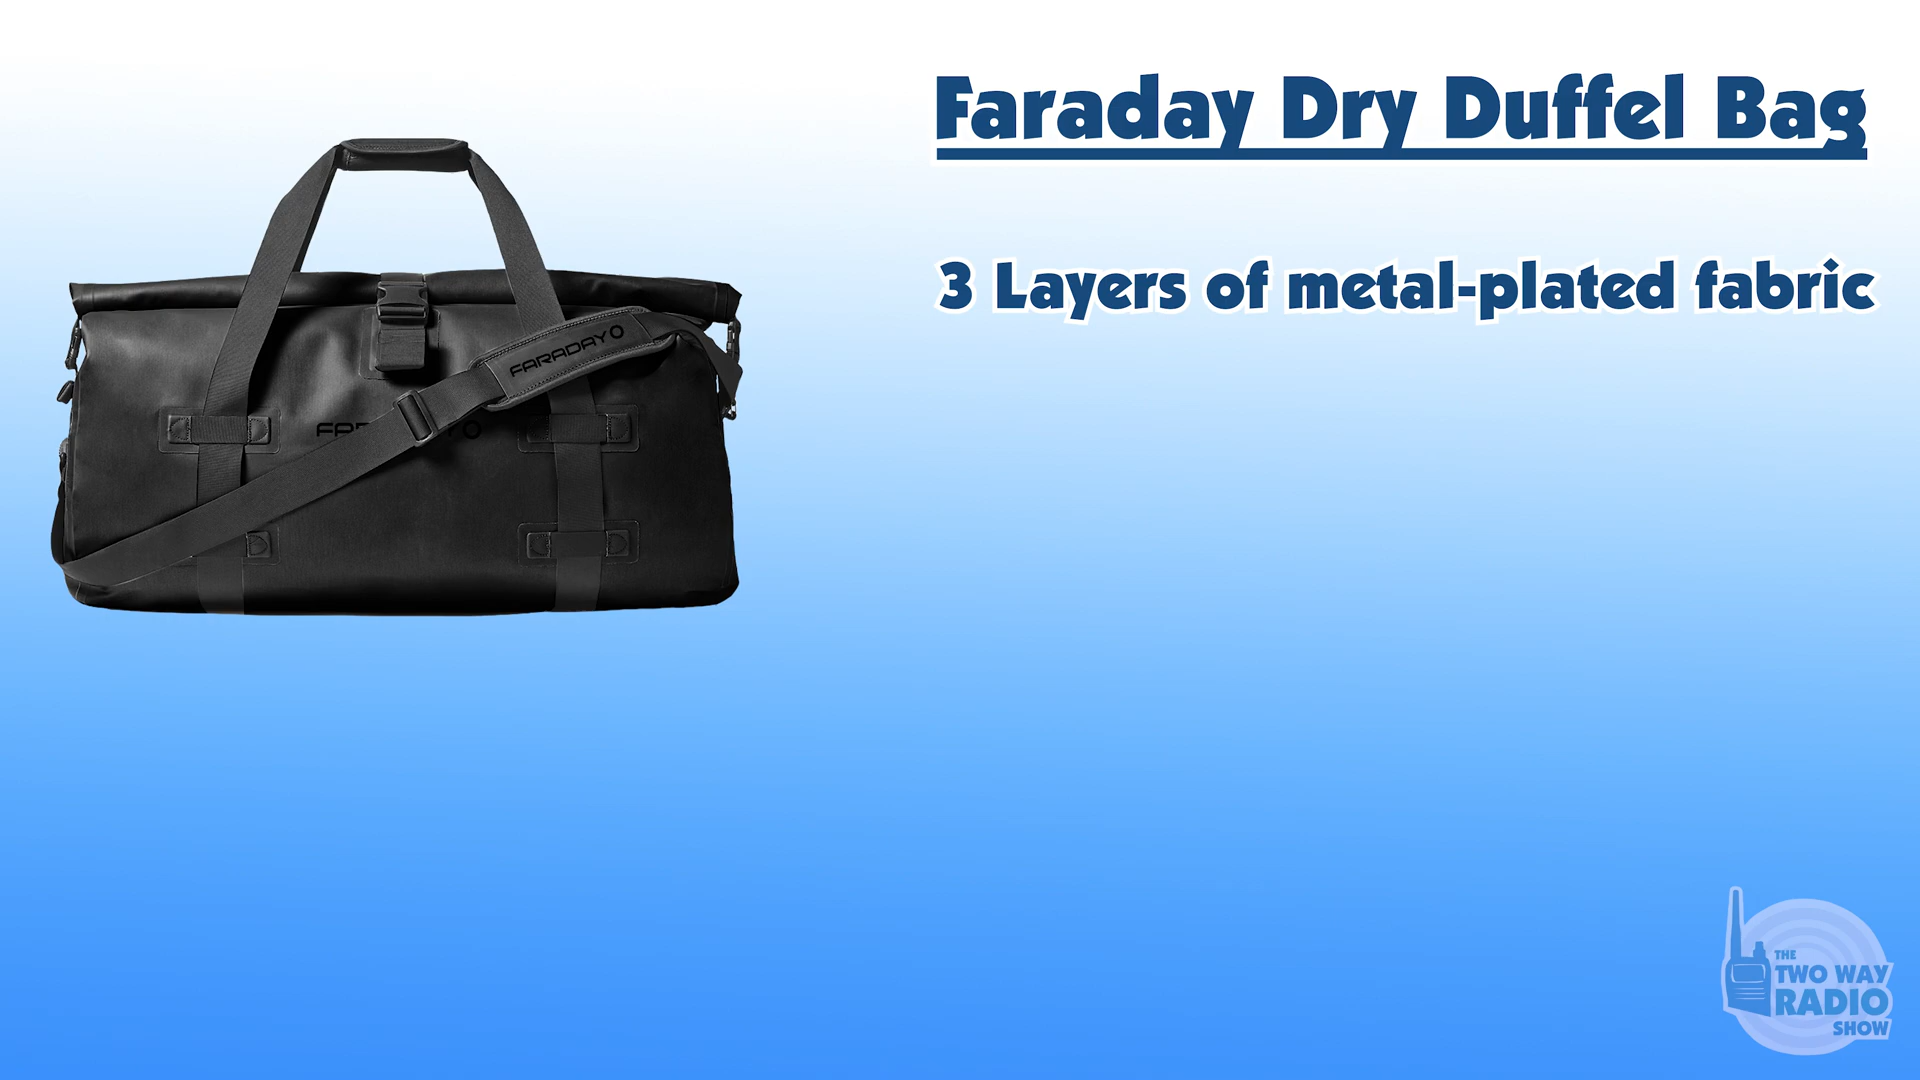 Faraday Dry Duffel Bag
3 Layers of metal-plated fabric
FARADAY
THE
TWO WAY
RADIO
SHOW